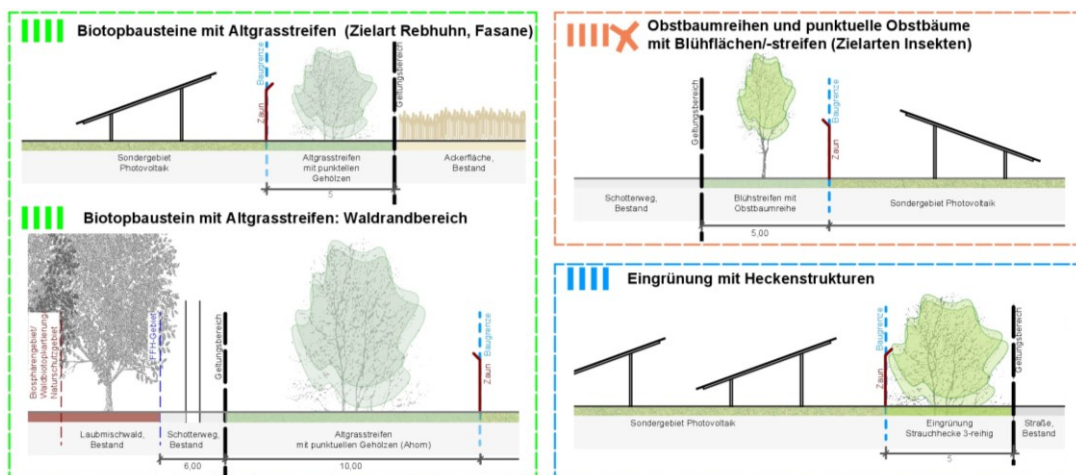 Biotopbausteine mit Altgrasstreifen (Zielart Rebhuhn, Fasane)
Baugrenze
Zaun
Geltungsbereich
Sondergebiet
Photovoltaik
Altgrasstreifen
mit punktellen
Gehölzen
Ackerfläche,
Bestand
5
Biotopbaustein mit Altgrasstreifen: Waldrandbereich
Biosphärengebiet/
Waldbiotopkartierung/
Naturschutzgebiet
FFH-Gebiet
Geltungsbereich
Baugrenze
Zaun
Laubmischwald,
Bestand
Schotterweg,
Bestand
Altgrasstreifen
mit punktuellen Gehölzen (Ahorn)
6,00
10,00
Obstbaumreihen und punktuelle Obstbäume
mit Blühflächen/-streifen (Zielarten Insekten)
Geltungsbereich
Baugrenze
Zaun
Schotterweg,
Bestand
Blühstreifen mit
Obstbaumreihe
Sondergebiet Photovoltaik
5,00
Eingrünung mit Heckenstrukturen
Baugrenze
Zaun
Geltungsbereich
Sondergebiet Photovoltaik
Eingrünung
Strauchhecke 3-reihig
Straße,
Bestand
5